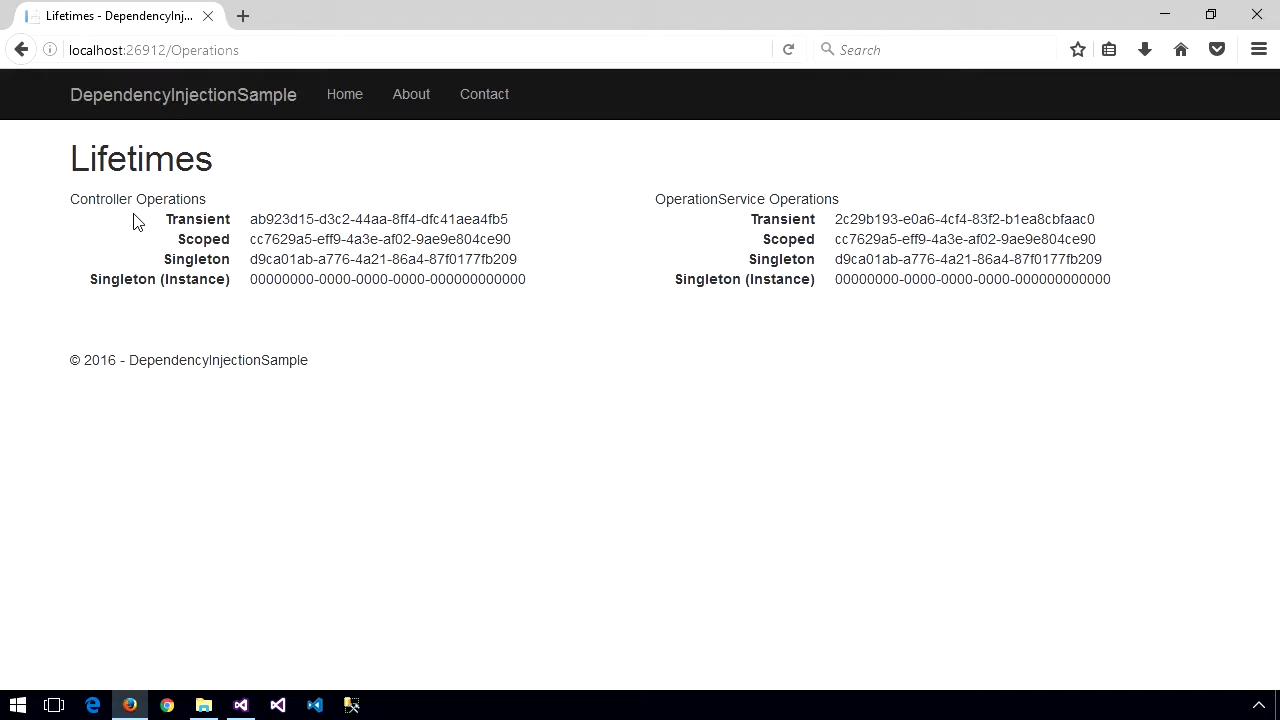 Lifetimes - DependencyInj...
localhost:26912/Operations
Search
DependencyInjectionSample Home About Contact
Lifetimes
Controller Operations
Transient ab923d15-d3c2-44aa-8ff4-dfc41aea4fb5
Scoped cc7629a5-eff9-4a3e-af02-9ae9e804ce90
Singleton d9ca01ab-a776-4a21-86a4-87f0177fb209
Singleton (Instance) 00000000-0000-0000-0000-000000000000
OperationService Operations
Transient 2c29b193-e0a6-4cf4-83f2-b1ea8cbfaac0
Scoped cc7629a5-eff9-4a3e-af02-9ae9e804ce90
Singleton d9ca01ab-a776-4a21-86a4-87f0177fb209
Singleton (Instance) 00000000-0000-0000-0000-000000000000
© 2016 - DependencyInjectionSample